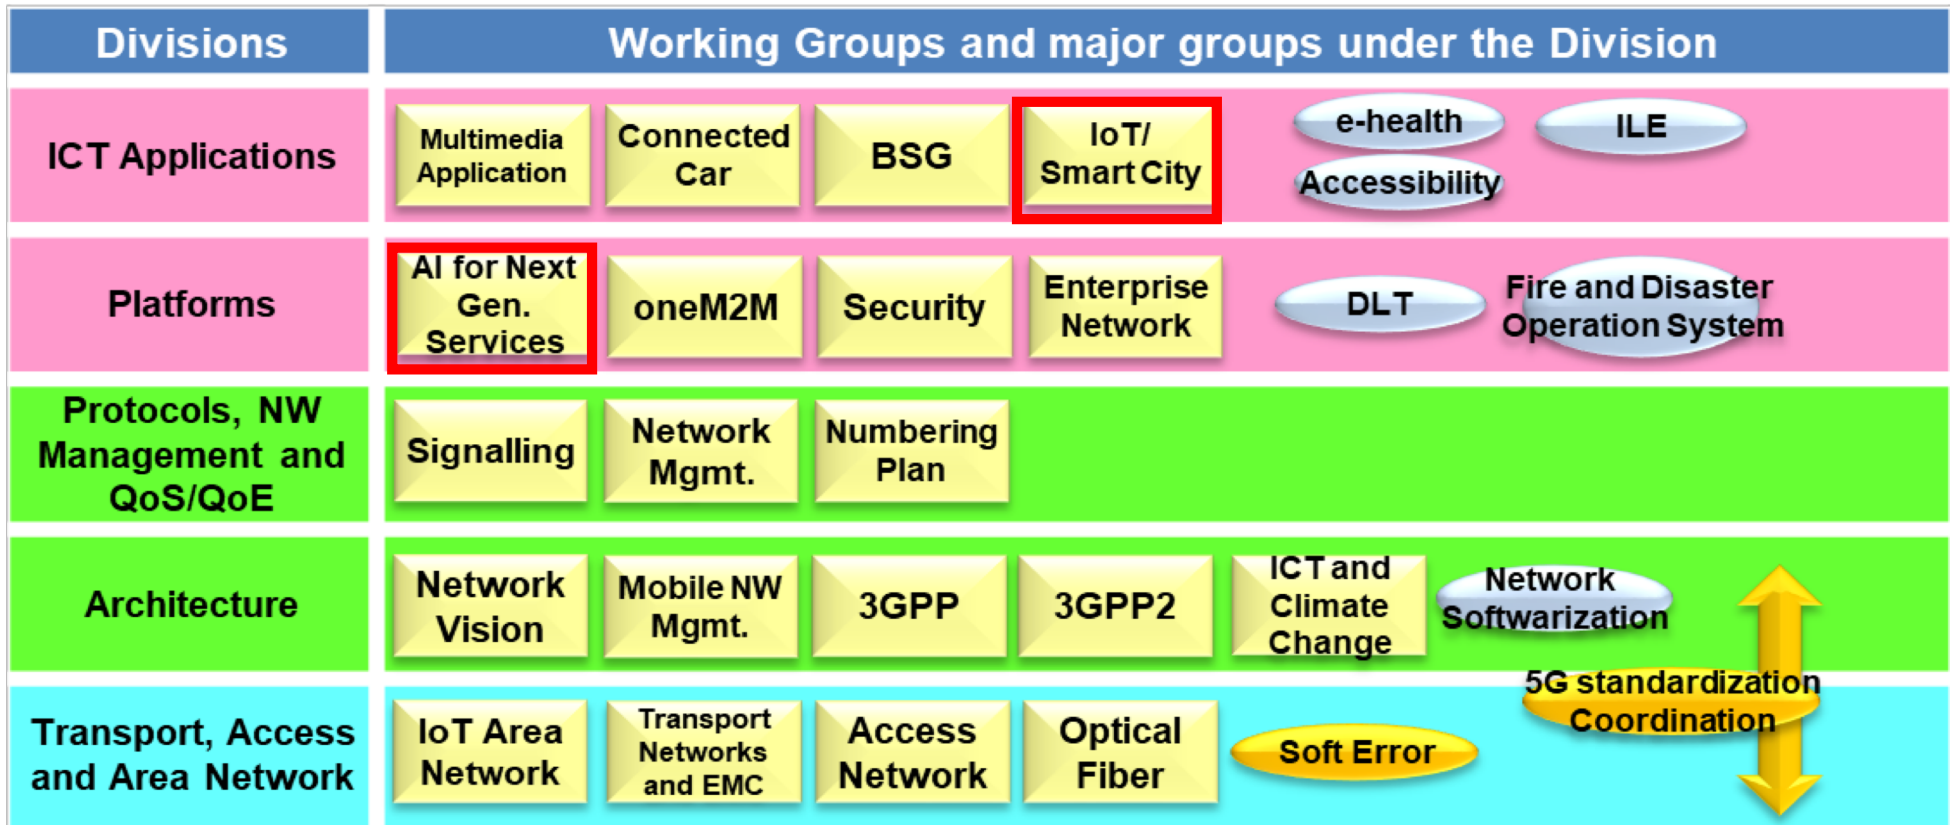 Divisions
Working Groups and major groups under the Division
ICT Applications
Multimedia
Application
Connected
Car
BSG
IoT/
Smart City
e-health
Accessibility
ILE
Platforms
AI for Next
Gen.
Services
oneM2M
Security
Enterprise
Network
DLT
Fire and Disaster
Operation System
Protocols, NW
Management and
QoS/QoE
Signalling
Network
Mgmt.
Numbering
Plan
Architecture
Network
Vision
Mobile NW
Mgmt.
3GPP
3GPP2
ICT and
Climate
Change
Network
Softwarization
5G standardization
Coordination
Transport, Access
and Area Network
IoT Area
Network
Transport
Networks
and EMC
Access
Network
Optical
Fiber
Soft Error